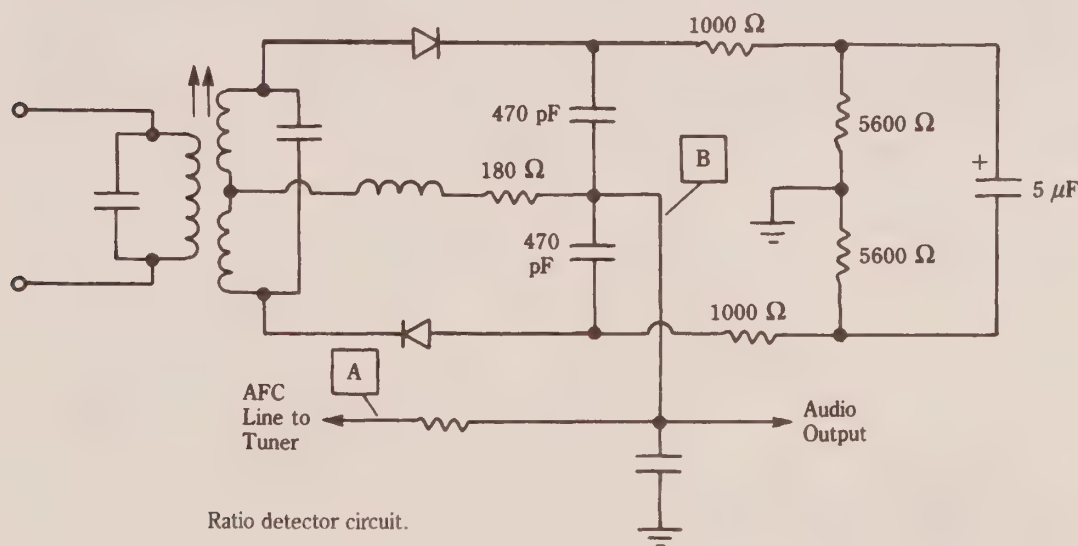 1000 Ω
470 pF
5600 Ω
B
180 Ω
+
5 μF
470
pF
5600 Ω
1000 Ω
A
AFC
Line to
Tuner
Audio
Output
Ratio detector circuit.